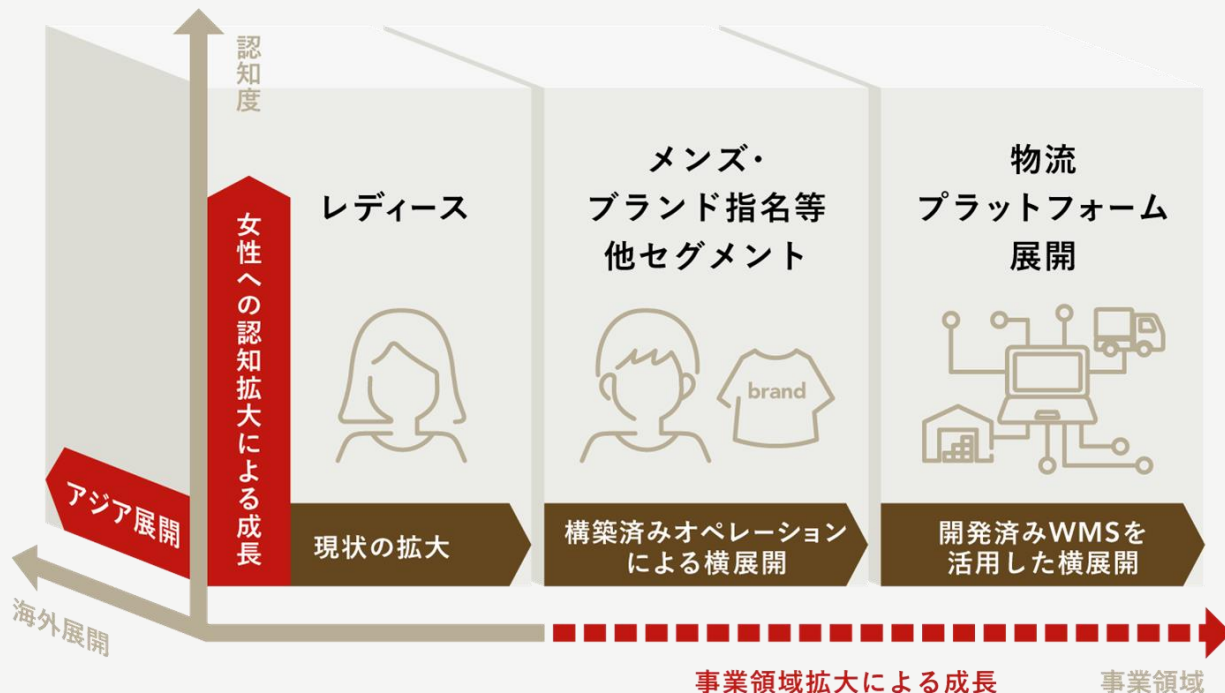 認知度
女性への認知拡大による成長
アジア展開
海外展開
レディース
現状の拡大
メンズ・
ブランド指名等
他セグメント
brand
構築済みオペレーション
による横展開
物流
プラットフォーム
展開
開発済みWMSを
活用した横展開
事業領域拡大による成長
事業領域